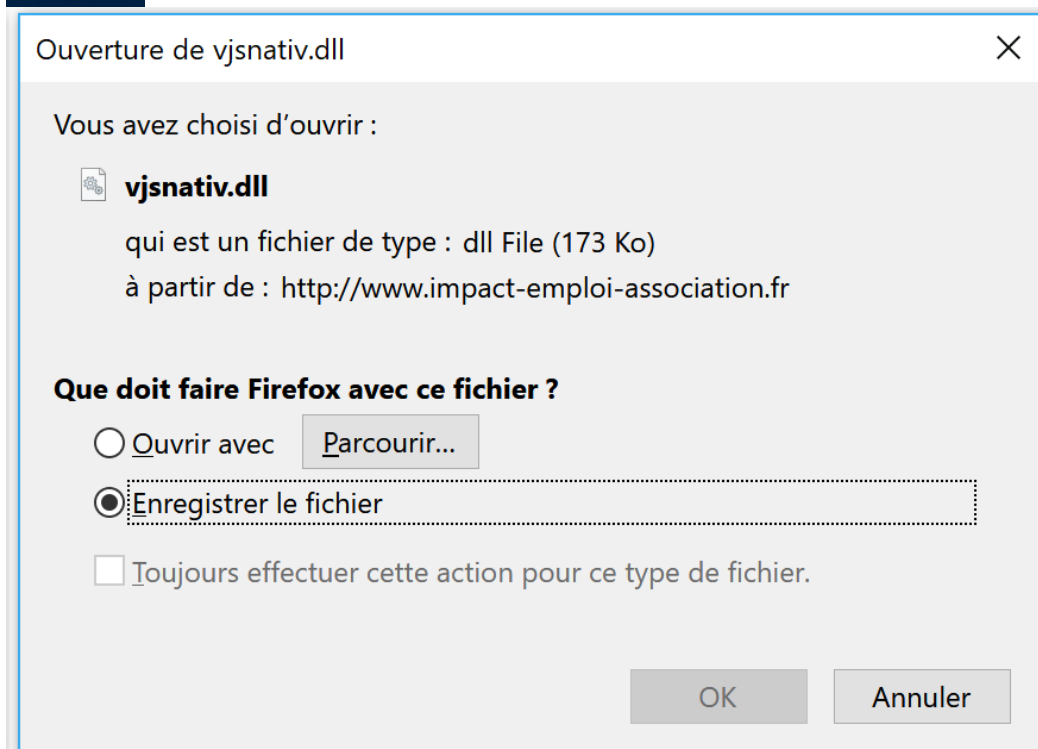 Ouverture de vjsnativ.dll
Vous avez choisi d’ouvrir :
vjsnativ.dll
qui est un fichier de type : dll File (173 Ko)
à partir de : http://www.impact-emploi-association.fr
Que doit faire Firefox avec ce fichier ?
Ouvrir avec Parcourir...
Enregistrer le fichier
Toujours effectuer cette action pour ce type de fichier.
OK Annuler